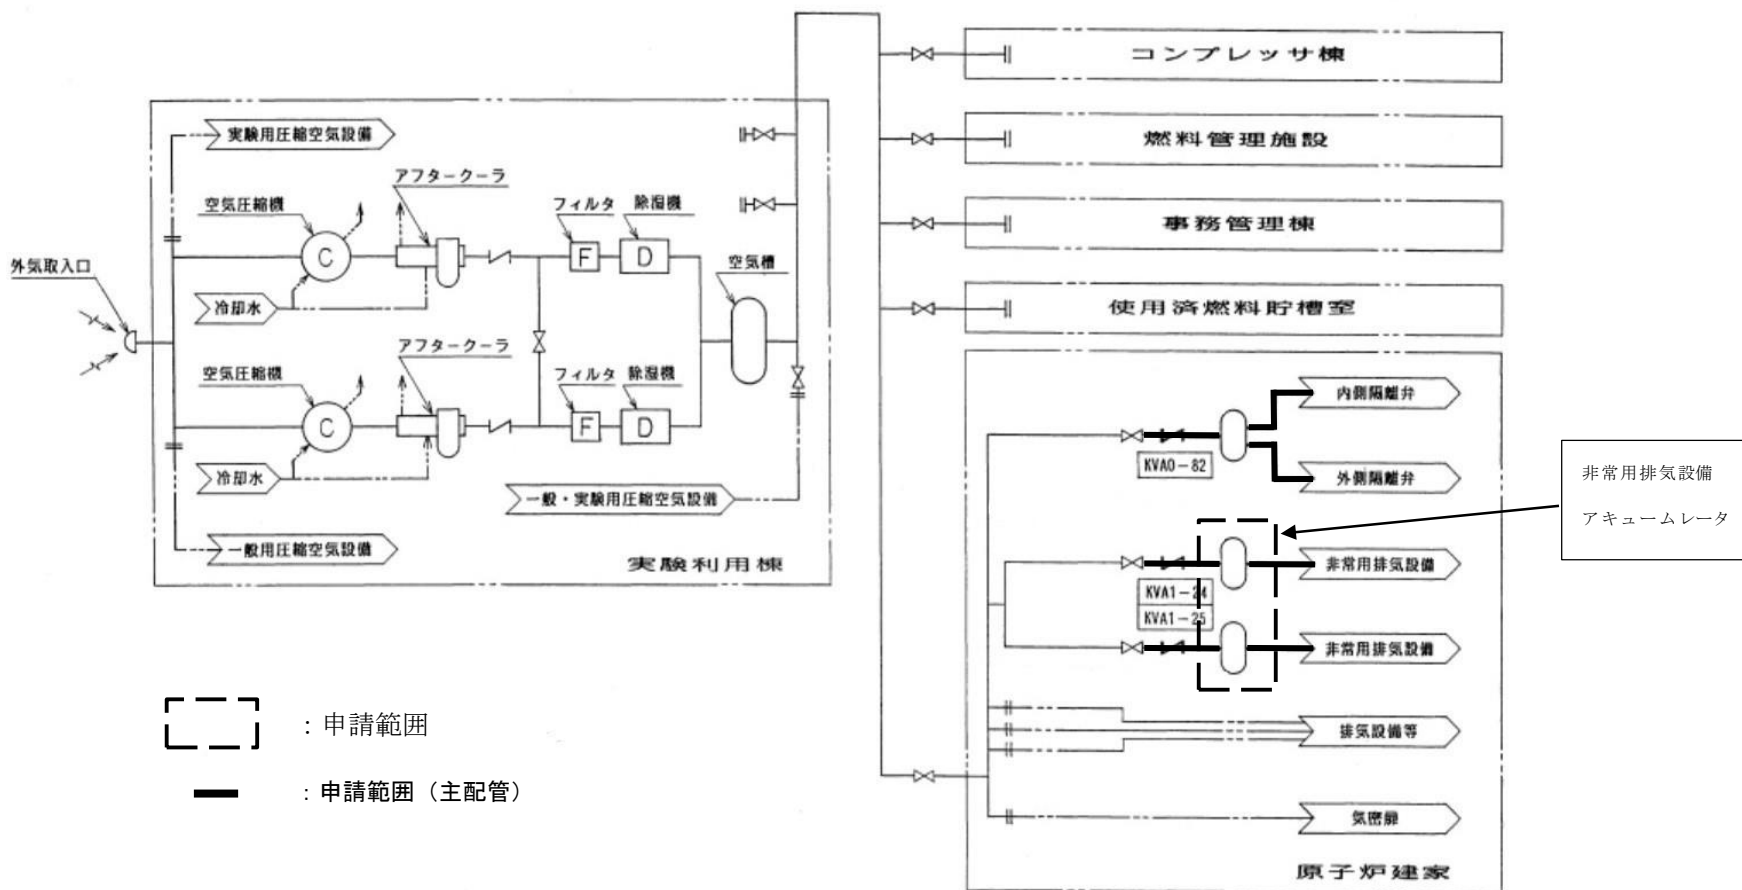 コンプレッサ棟
燃料管理施設
事務管理棟
使用済燃料貯槽室
実験用圧縮空気設備
アフタークーラ
空気圧縮機
フィルタ
除湿機
C
F
D
外気取入口
冷却水
空気槽
アフタークーラ
空気圧縮機
フィルタ
除湿機
C
F
D
冷却水
一般・実験用圧縮空気設備
一般用圧縮空気設備
実験利用棟
内側隔離弁
KVA0-82
外側隔離弁
非常用排気設備
アキュームレータ
非常用排気設備
KVA1-24
KVA1-25
非常用排気設備
排気設備等
気密扉
原子炉建家
：申請範囲
：申請範囲（主配管）